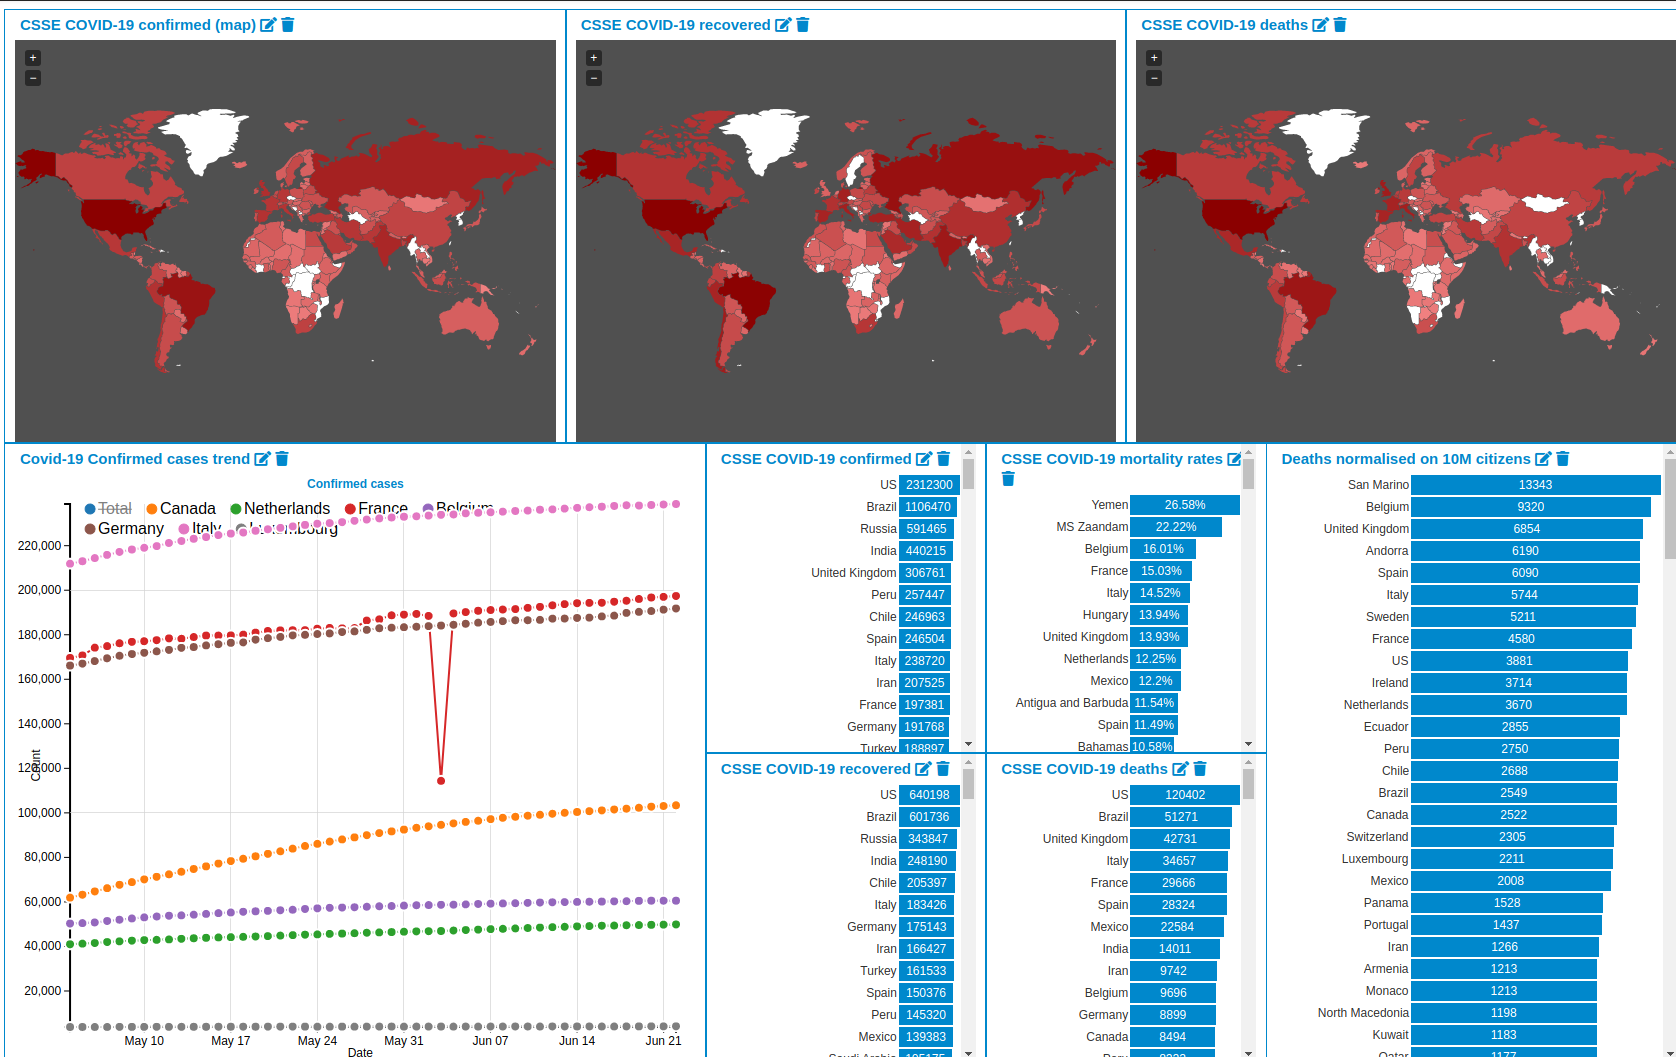 CSSE COVID-19 confirmed (map)
CSSE COVID-19 recovered
CSSE COVID-19 deaths
+
−
+
−
+
−
Covid-19 Confirmed cases trend
Confirmed cases
Total Canada Netherlands France Belgium
Germany Italy Luxembourg
220,000
200,000
180,000
160,000
140,000
120,000
100,000
80,000
60,000
40,000
20,000
Count
May 10 May 17 May 24 May 31 Jun 07 Jun 14 Jun 21
Date
CSSE COVID-19 confirmed
US 2312300
Brazil 1106470
Russia 591465
India 440215
United Kingdom 306761
Peru 257447
Chile 246963
Spain 246504
Italy 238720
Iran 207525
France 197381
Germany 191768
Turkey 188897
CSSE COVID-19 mortality rates
Yemen 26.58%
MS Zaandam 22.22%
Belgium 16.01%
France 15.03%
Italy 14.52%
Hungary 13.94%
United Kingdom 13.93%
Netherlands 12.25%
Mexico 12.2%
Antigua and Barbuda 11.54%
Spain 11.49%
Bahamas 10.58%
CSSE COVID-19 recovered
US 640198
Brazil 601736
Russia 343847
India 248190
Chile 205397
Italy 183426
Germany 175143
Iran 166427
Turkey 161533
Spain 150376
Peru 145320
Mexico 139383
Saudi Arabia
CSSE COVID-19 deaths
US 120402
Brazil 51271
United Kingdom 42731
Italy 34657
France 29666
Spain 28324
Mexico 22584
India 14011
Iran 9742
Belgium 9696
Germany 8899
Canada 8494
Peru
Deaths normalised on 10M citizens
San Marino 13343
Belgium 9320
United Kingdom 6854
Andorra 6190
Spain 6090
Italy 5744
Sweden 5211
France 4580
US 3881
Ireland 3714
Netherlands 3670
Ecuador 2855
Peru 2750
Chile 2688
Brazil 2549
Canada 2522
Switzerland 2305
Luxembourg 2211
Mexico 2008
Panama 1528
Portugal 1437
Iran 1266
Armenia 1213
Monaco 1213
North Macedonia 1198
Kuwait 1183
Qatar 1177